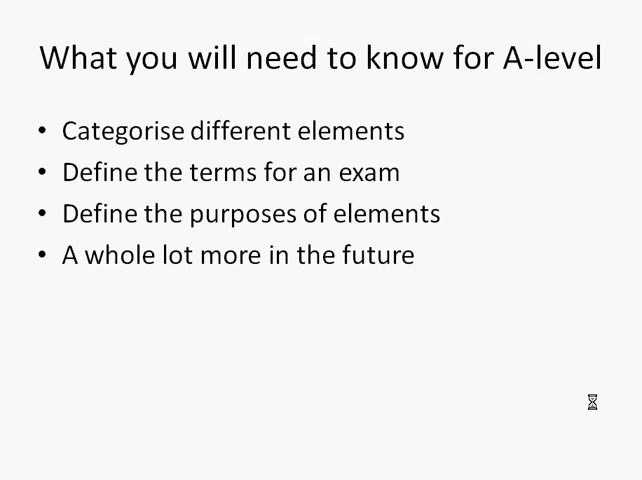 What you will need to know for A-level
• Categorise different elements
• Define the terms for an exam
• Define the purposes of elements
• A whole lot more in the future